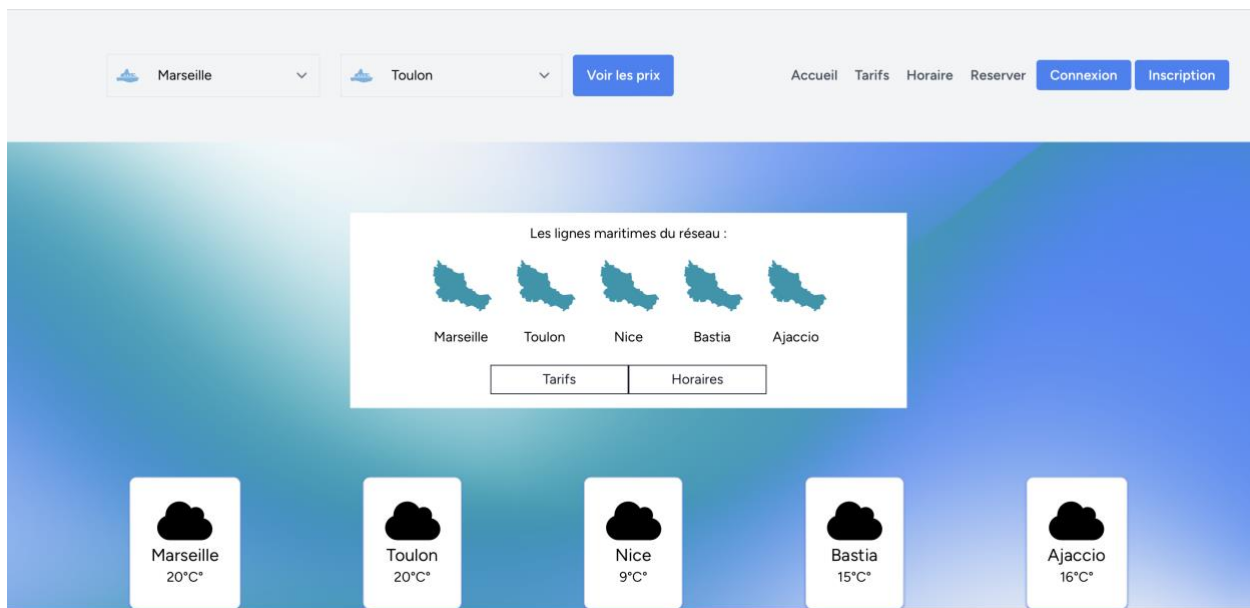 Marseille Toulon Voir les prix Accueil Tarifs Horaire Reserver Connexion Inscription
Les lignes maritimes du réseau :
Marseille Toulon Nice Bastia Ajaccio
Tarifs Horaires
Marseille Toulon Nice Bastia Ajaccio
20°C° 20°C° 9°C° 15°C° 16°C°